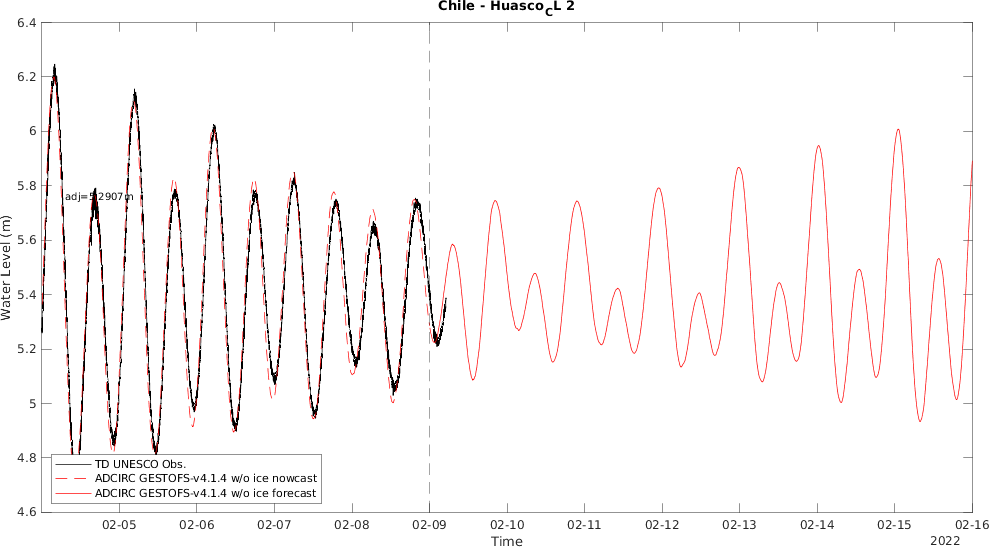 Chile - Huasco_CL 2
6.4
6.2
6
5.8
5.6
5.4
5.2
5
4.8
4.6
Water Level (m)
adj=5.2907m
TD UNESCO Obs.
ADCIRC GESTOFS-v4.1.4 w/o ice nowcast
ADCIRC GESTOFS-v4.1.4 w/o ice forecast
02-05 02-06 02-07 02-08 02-09 02-10 02-11 02-12 02-13 02-14 02-15 02-16
Time
2022